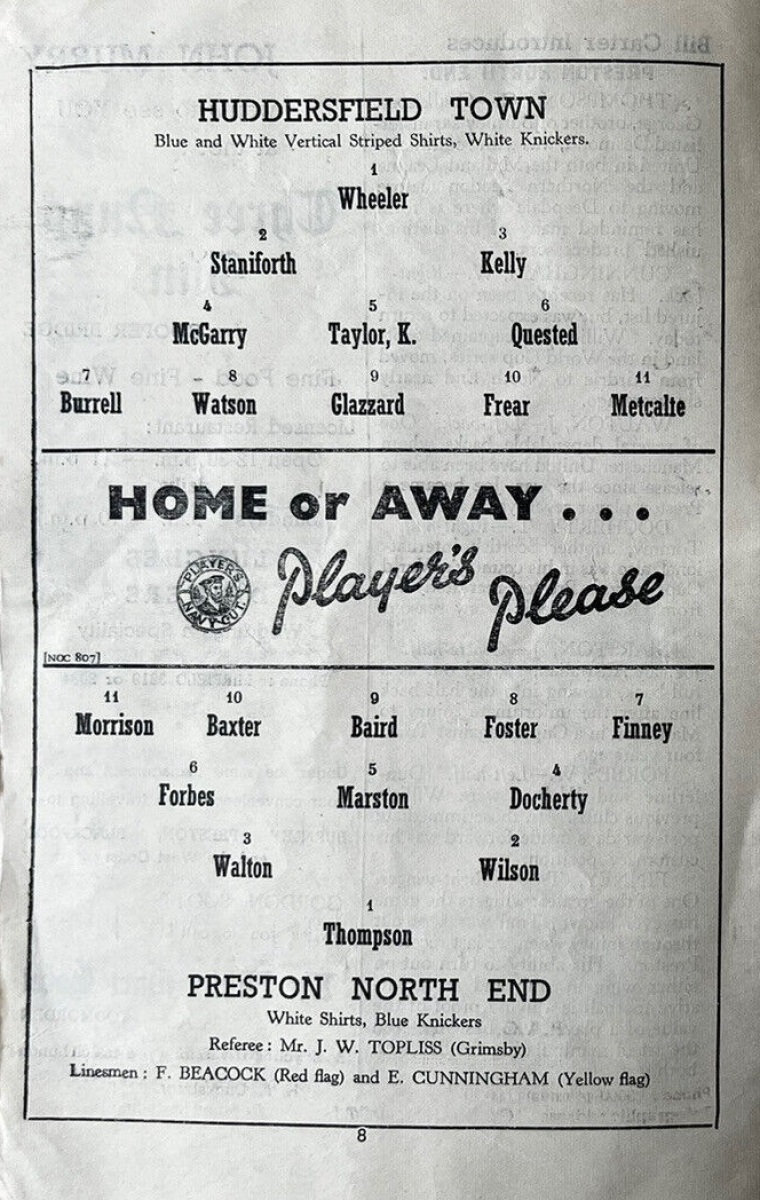 HUDDERSFIELD TOWN
Blue and White Vertical Striped Shirts, White Knickers.
1
Wheeler
2 3
Staniforth Kelly
4 5 6
McGarry Taylor, K. Quested
7 8 9 10 11
Burrell Watson Glazzard Frear Metcalfe
HOME or AWAY . . .
PLAYER'S NAVY CUT
Player's Please
[NCC 807]
11 10 9 8 7
Morrison Baxter Baird Foster Finney
6 5 4
Forbes Marston Docherty
3 2
Walton Wilson
1
Thompson
PRESTON NORTH END
White Shirts, Blue Knickers
Referee: Mr. J. W. TOPLISS (Grimsby)
Linesmen: F. BEACOCK (Red flag) and E. CUNNINGHAM (Yellow flag)
8